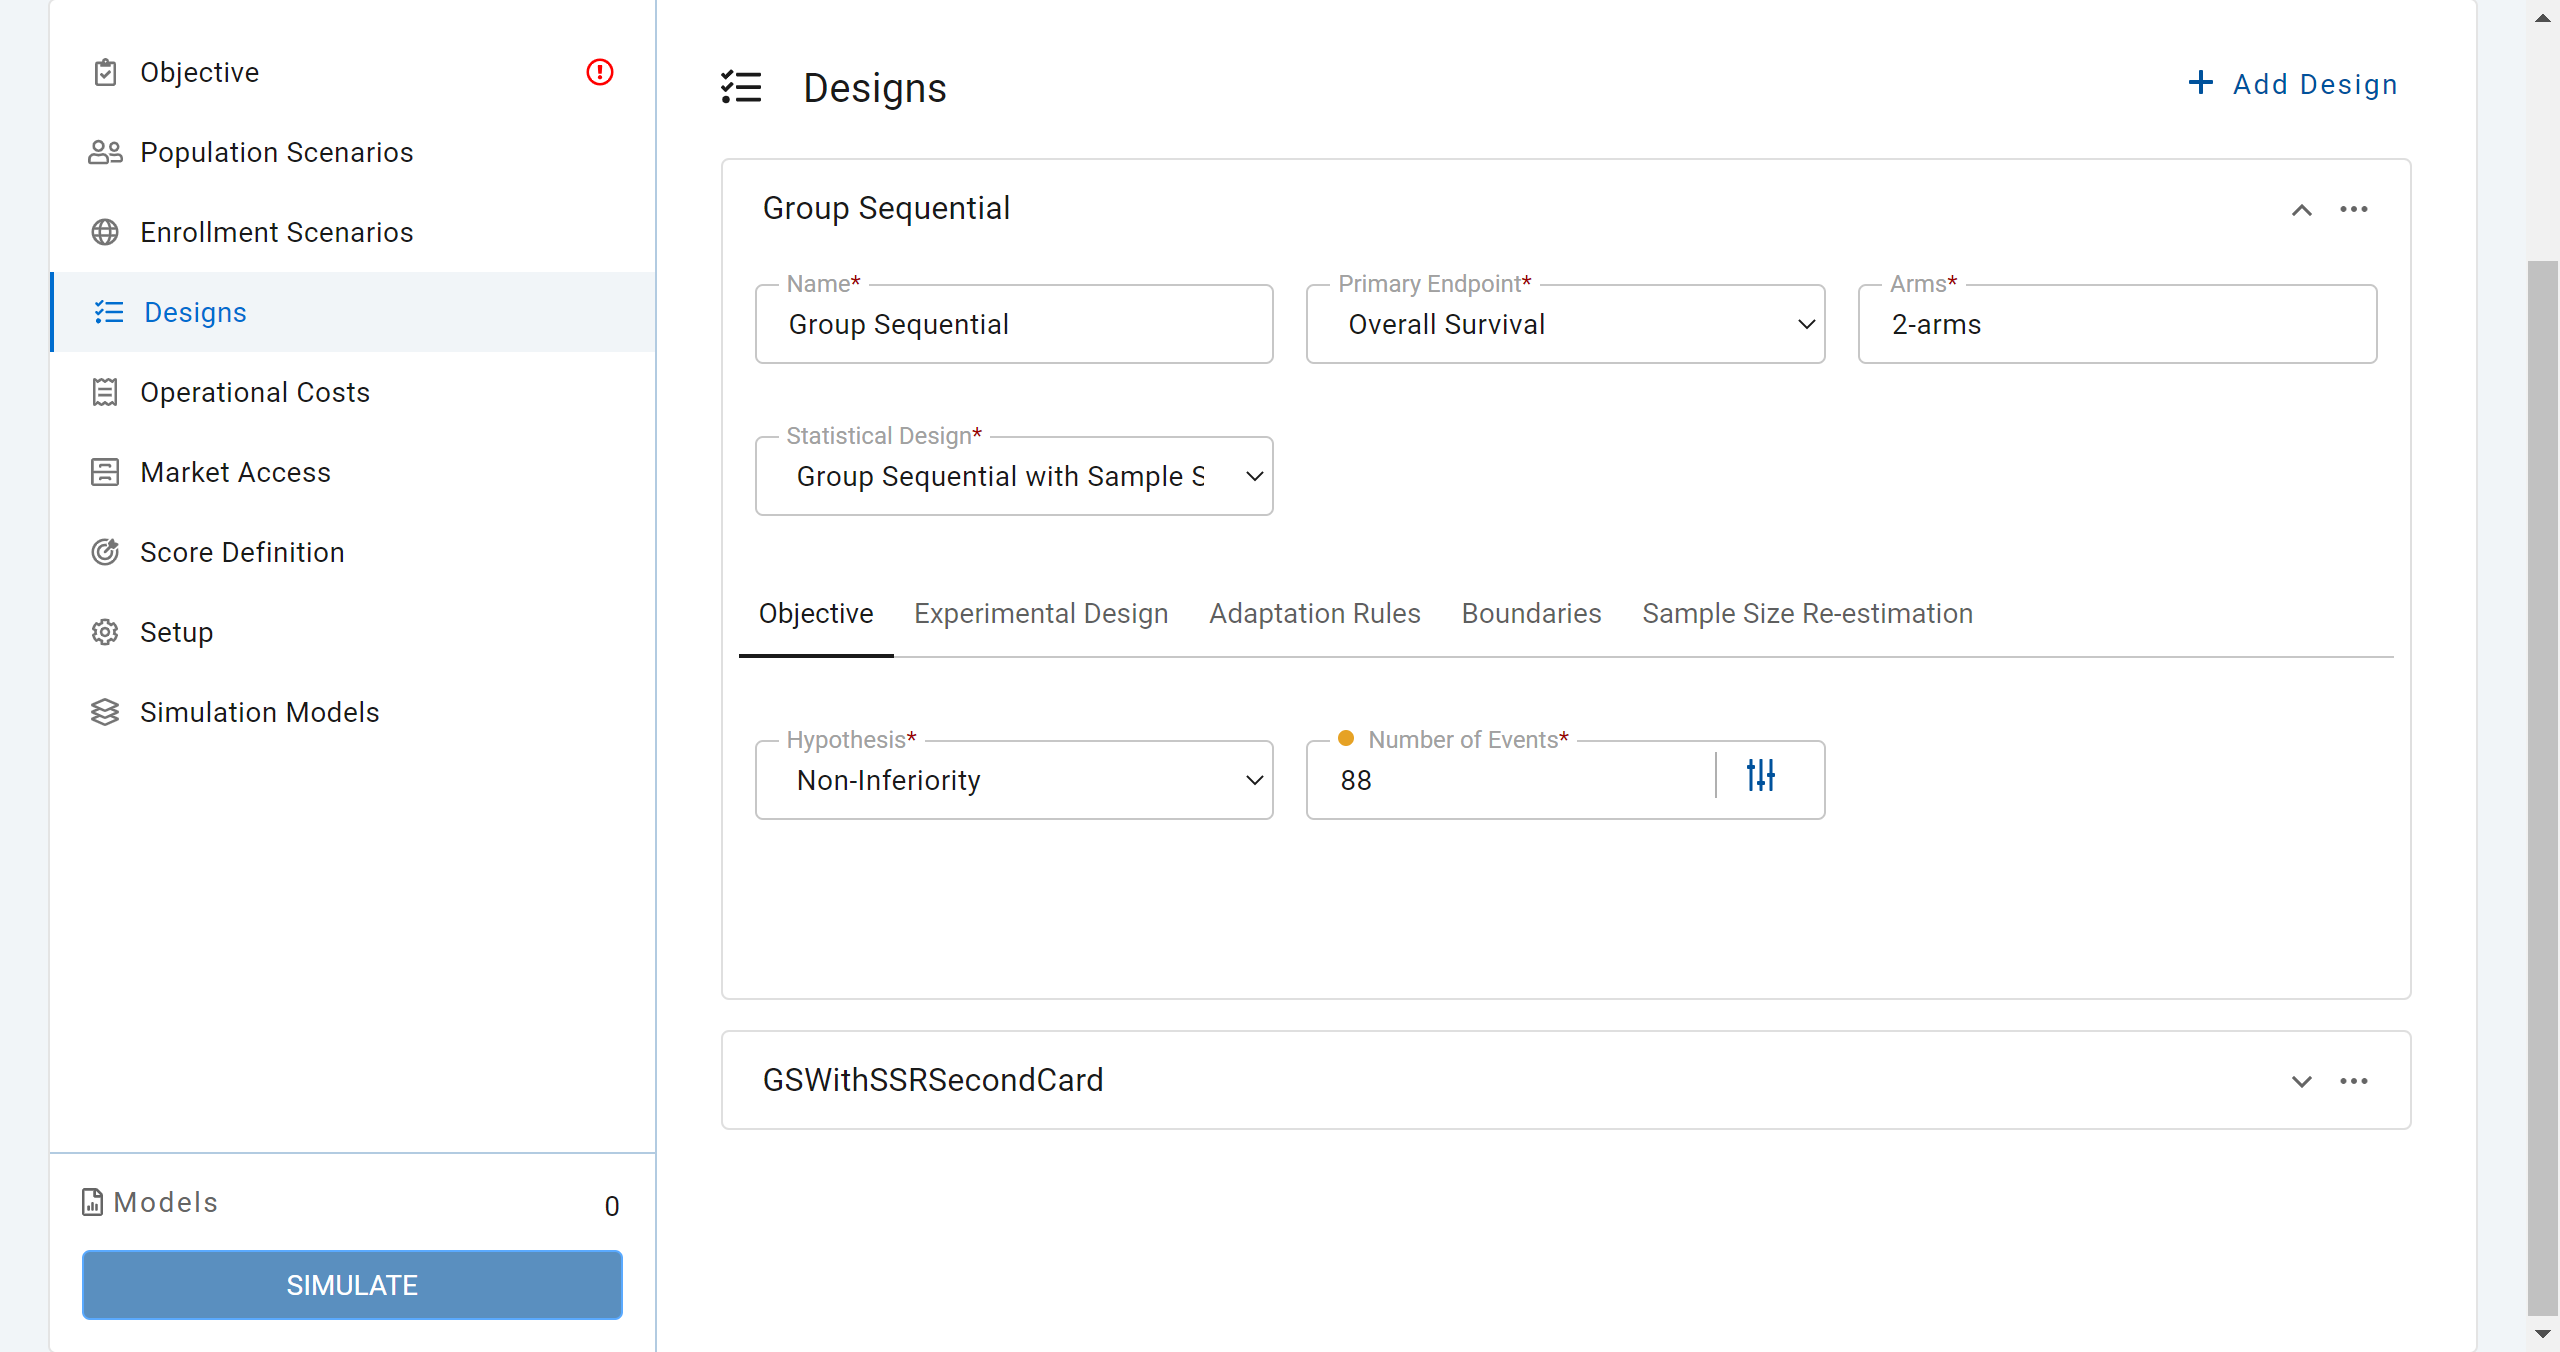 Objective
Population Scenarios
Enrollment Scenarios
Designs
Operational Costs
Market Access
Score Definition
Setup
Simulation Models
Models 0
SIMULATE
Designs
Add Design
Group Sequential
Name* Primary Endpoint* Arms*
Group Sequential Overall Survival 2-arms
Statistical Design*
Group Sequential with Sample S
Objective Experimental Design Adaptation Rules Boundaries Sample Size Re-estimation
Hypothesis* Number of Events*
Non-Inferiority 88
GSWithSSRSecondCard